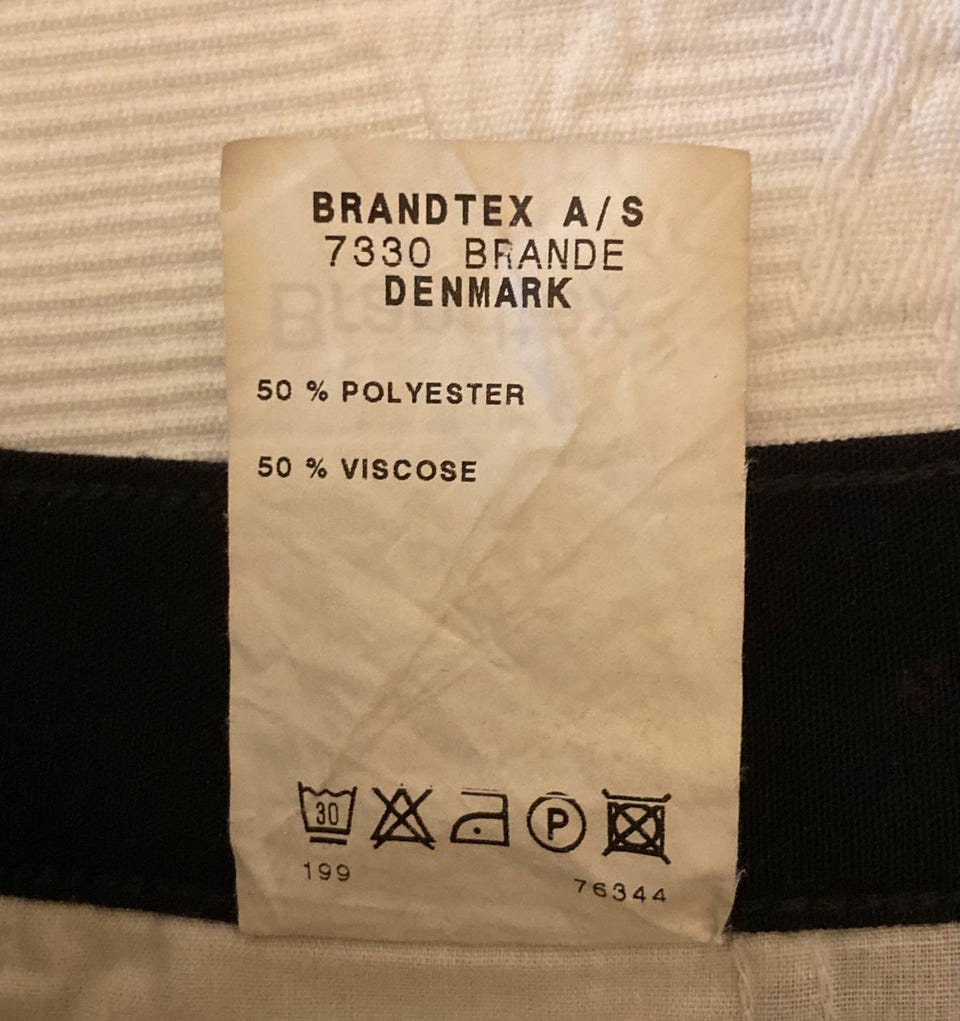 BRANDTEX A/S
7330 BRANDE
DENMARK
50 % POLYESTER
50 % VISCOSE
30 P
199 76344